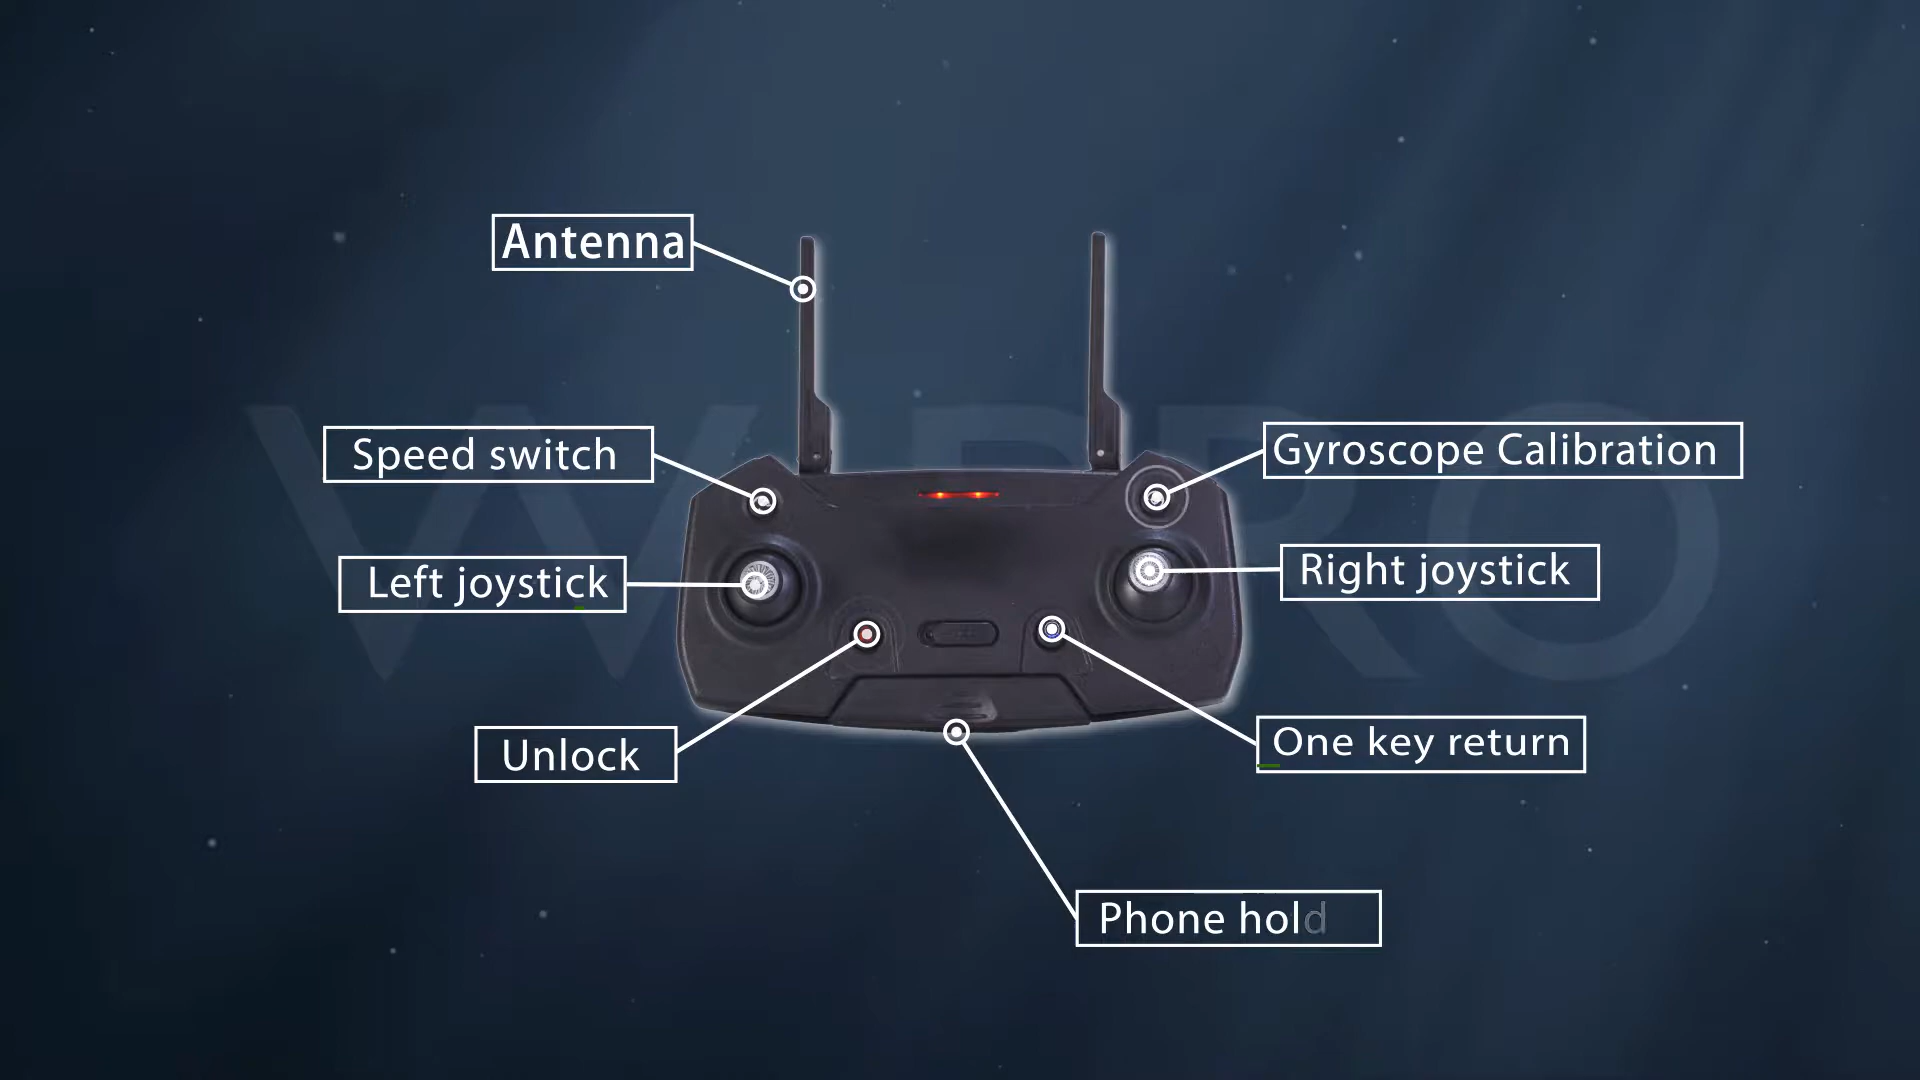 Antenna
Speed switch
Gyroscope Calibration
Left joystick
Right joystick
Unlock
One key return
Phone hold